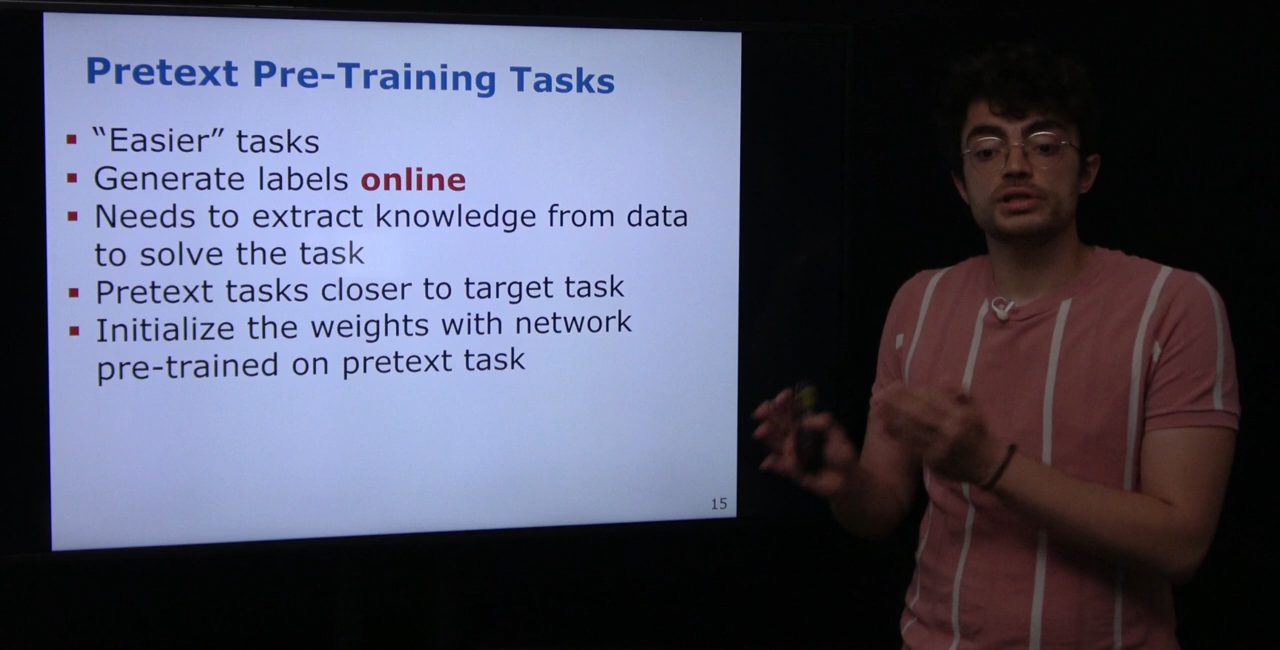 Pretext Pre-Training Tasks
▪ “Easier” tasks
▪ Generate labels online
▪ Needs to extract knowledge from data
to solve the task
▪ Pretext tasks closer to target task
▪ Initialize the weights with network
pre-trained on pretext task
15